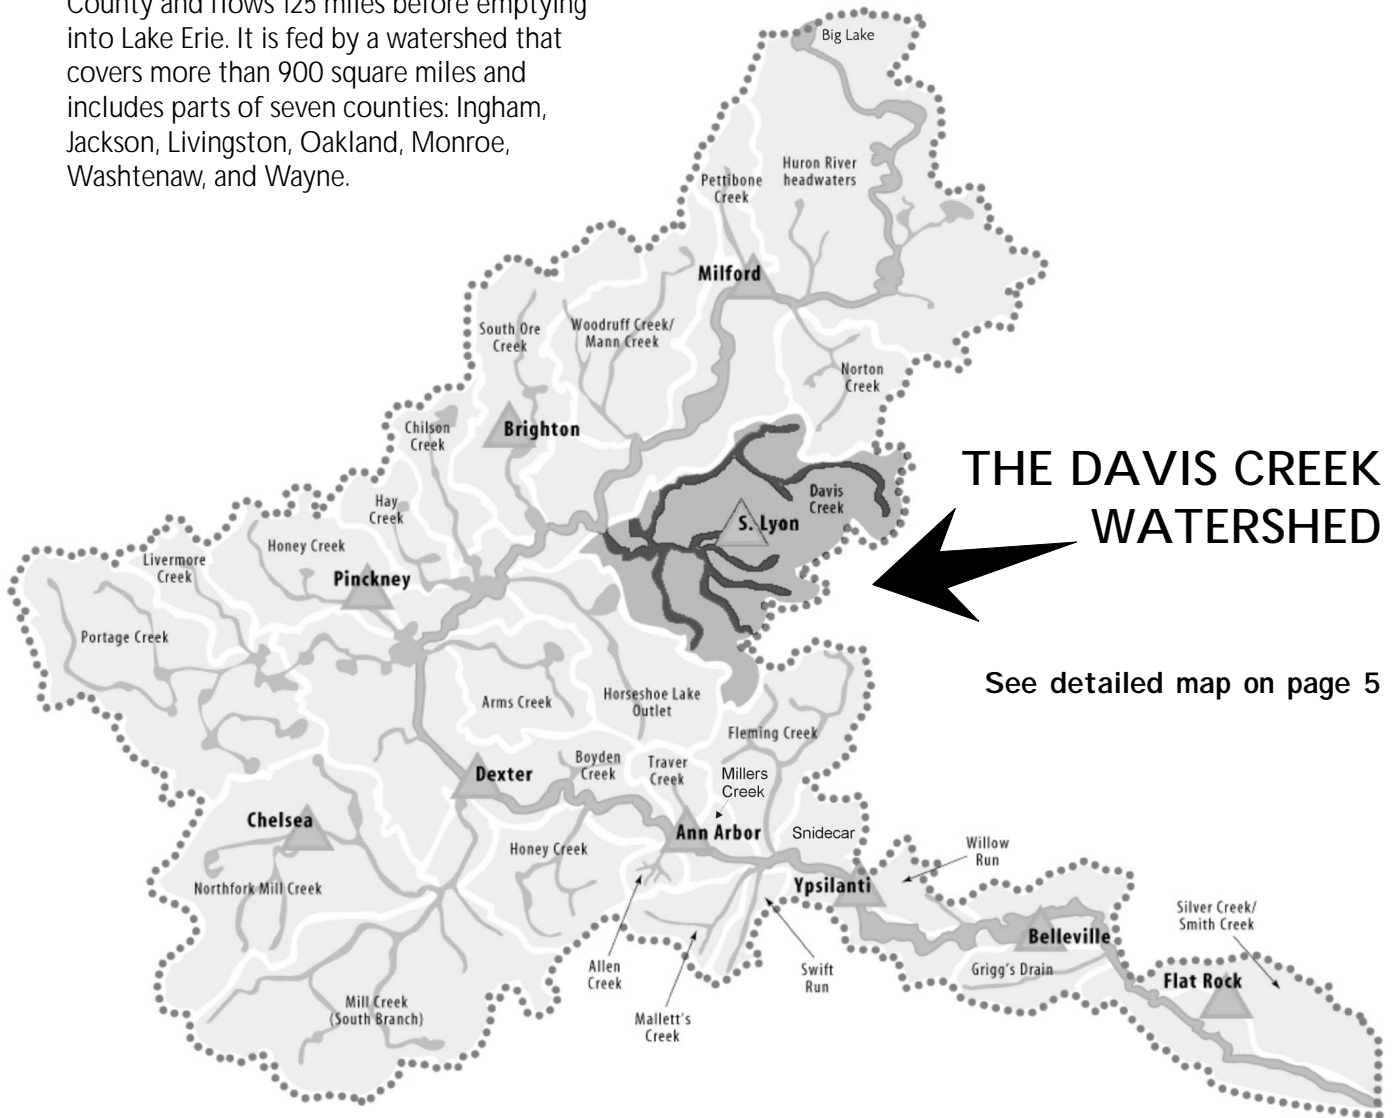 County and flows 125 miles before emptying
into Lake Erie. It is fed by a watershed that
covers more than 900 square miles and
includes parts of seven counties: Ingham,
Jackson, Livingston, Oakland, Monroe,
Washtenaw, and Wayne.
Big Lake
Huron River
headwaters
Pettibone
Creek
Milford
South Ore
Creek
Woodruff Creek/
Mann Creek
Norton
Creek
Chilson
Creek
Brighton
THE DAVIS CREEK
WATERSHED
Davis
Creek
S. Lyon
Hay
Creek
Honey Creek
Livermore
Creek
Pinckney
Portage Creek
See detailed map on page 5
Arms Creek
Horseshoe Lake
Outlet
Fleming Creek
Boyden
Creek
Traver
Creek
Millers
Creek
Dexter
Chelsea
Ann Arbor
Snidecar
Honey Creek
Willow
Run
Northfork Mill Creek
Ypsilanti
Silver Creek/
Smith Creek
Belleville
Allen
Creek
Swift
Run
Grigg's Drain
Flat Rock
Mill Creek
(South Branch)
Mallett's
Creek